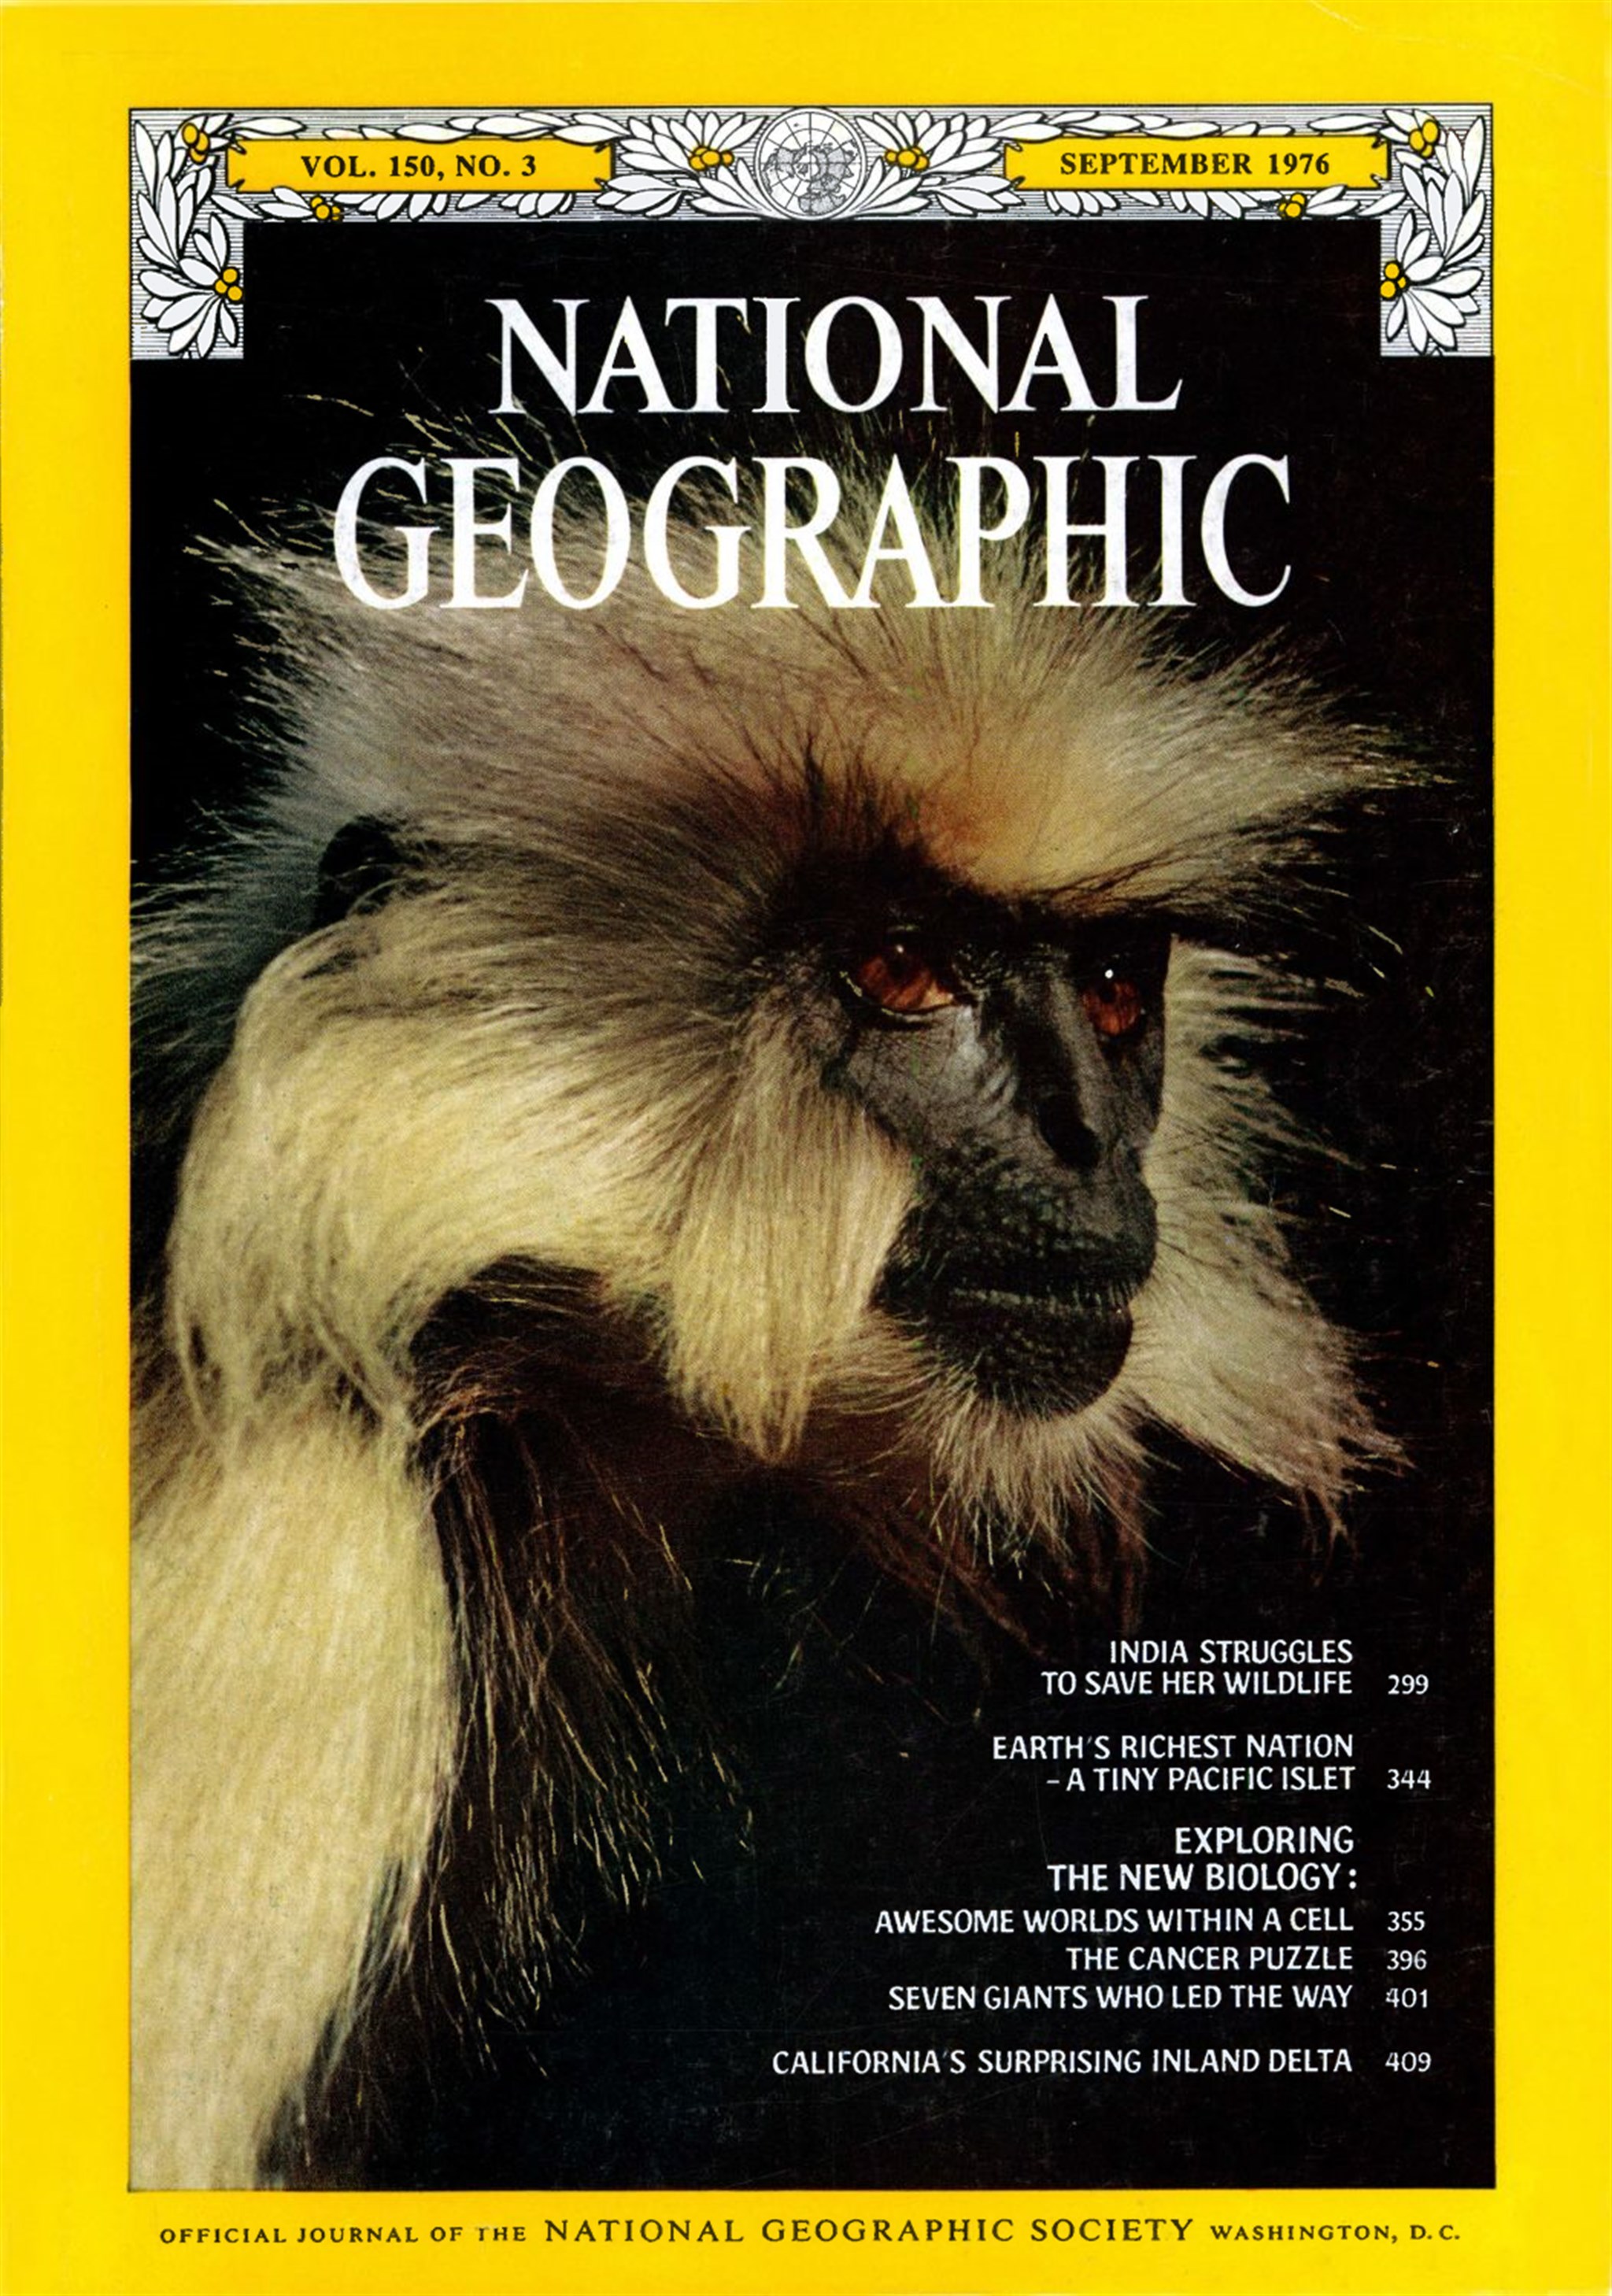 VOL. 150, NO. 3
SEPTEMBER 1976
NATIONAL
GEOGRAPHIC
INDIA STRUGGLES
TO SAVE HER WILDLIFE 299
EARTH'S RICHEST NATION
– A TINY PACIFIC ISLET 344
EXPLORING
THE NEW BIOLOGY:
AWESOME WORLDS WITHIN A CELL 355
THE CANCER PUZZLE 396
SEVEN GIANTS WHO LED THE WAY 401
CALIFORNIA'S SURPRISING INLAND DELTA 409
OFFICIAL JOURNAL OF THE NATIONAL GEOGRAPHIC SOCIETY WASHINGTON, D.C.